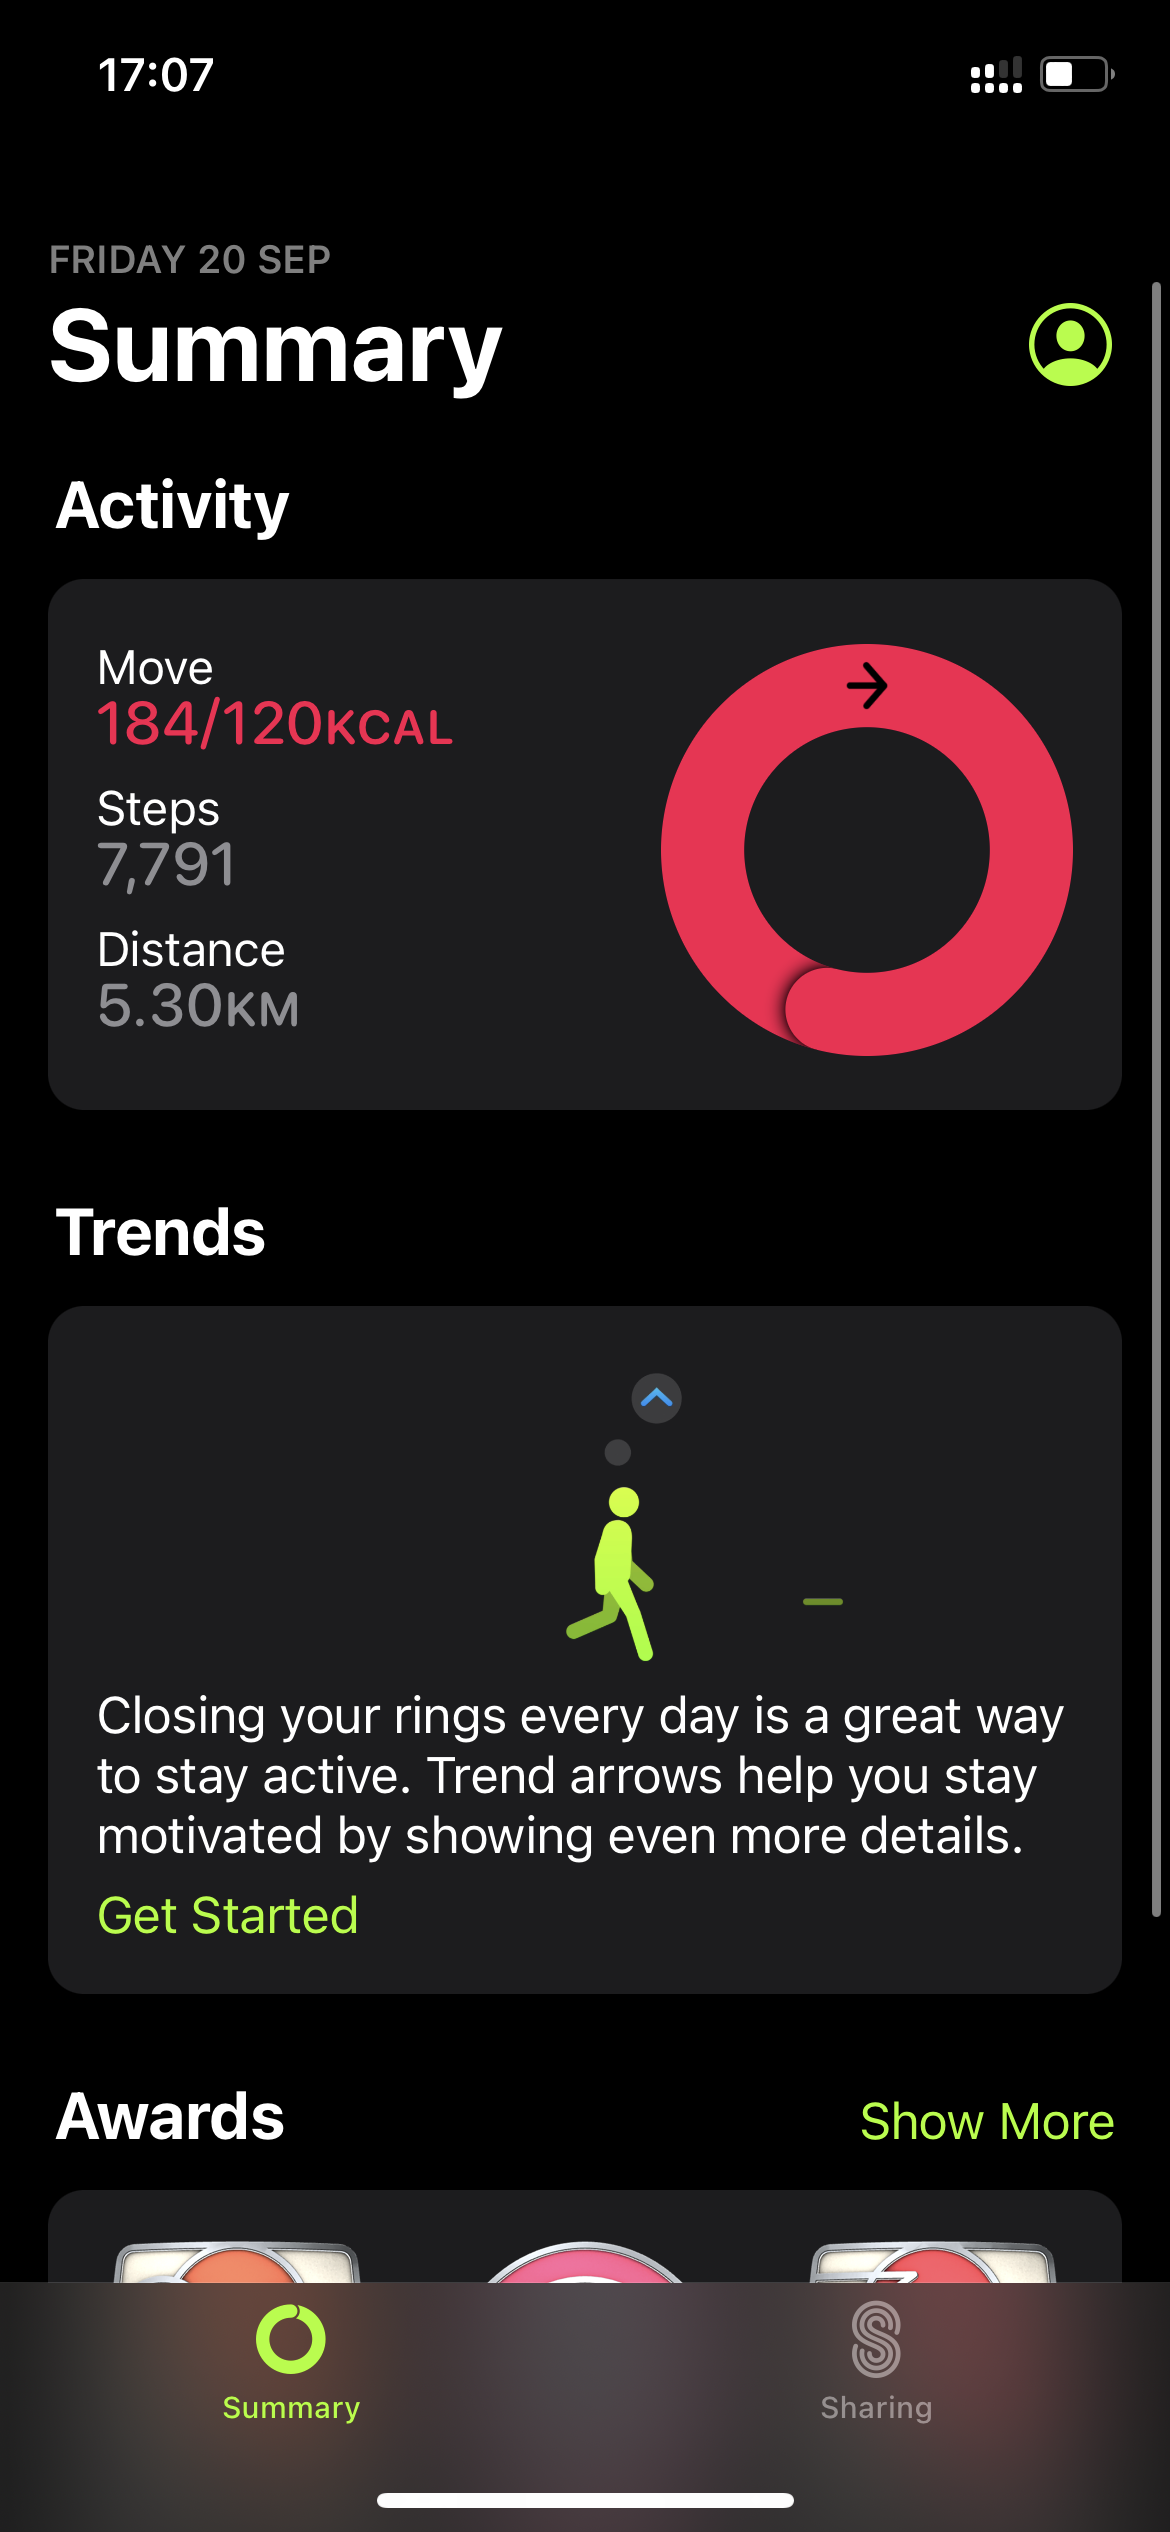 17:07
FRIDAY 20 SEP
Summary
Activity
Move
184/120KCAL
Steps
7,791
Distance
5.30KM
Trends
Closing your rings every day is a great way
to stay active. Trend arrows help you stay
motivated by showing even more details.
Get Started
Awards
Show More
Summary
Sharing